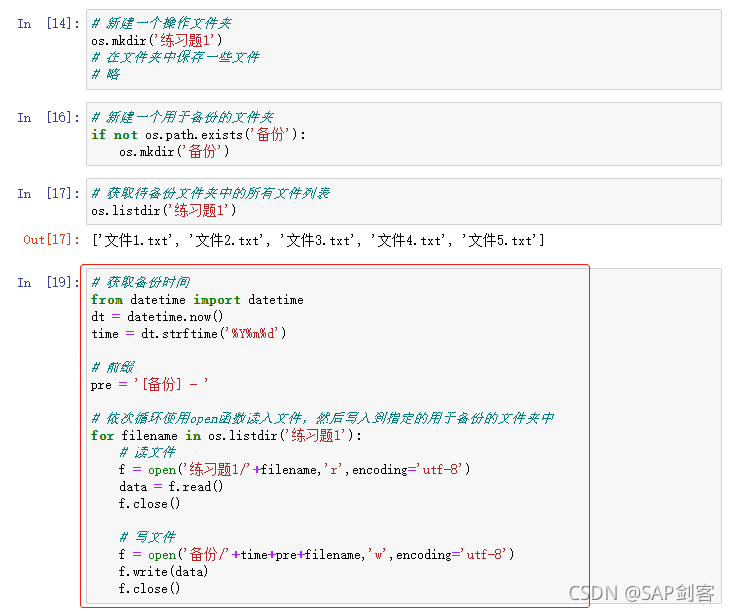 In [14]: # 新建一个操作文件夹
os.mkdir('练习题1')
# 在文件夹中保存一些文件
# 略
In [16]: # 新建一个用于备份的文件夹
if not os.path.exists('备份'):
    os.mkdir('备份')
In [17]: # 获取待备份文件夹中的所有文件列表
os.listdir('练习题1')
Out[17]: ['文件1.txt', '文件2.txt', '文件3.txt', '文件4.txt', '文件5.txt']
In [19]: # 获取备份时间
from datetime import datetime
dt = datetime.now()
time = dt.strftime('%Y%m%d')
# 前缀
pre = '[备份] - '
# 依次循环使用open函数读入文件，然后写入到指定的用于备份的文件夹中
for filename in os.listdir('练习题1'):
    # 读文件
    f = open('练习题1/'+filename,'r',encoding='utf-8')
    data = f.read()
    f.close()
    # 写文件
    f = open('备份/'+time+pre+filename,'w',encoding='utf-8')
    f.write(data)
    f.close()
CSDN @SAP剑客